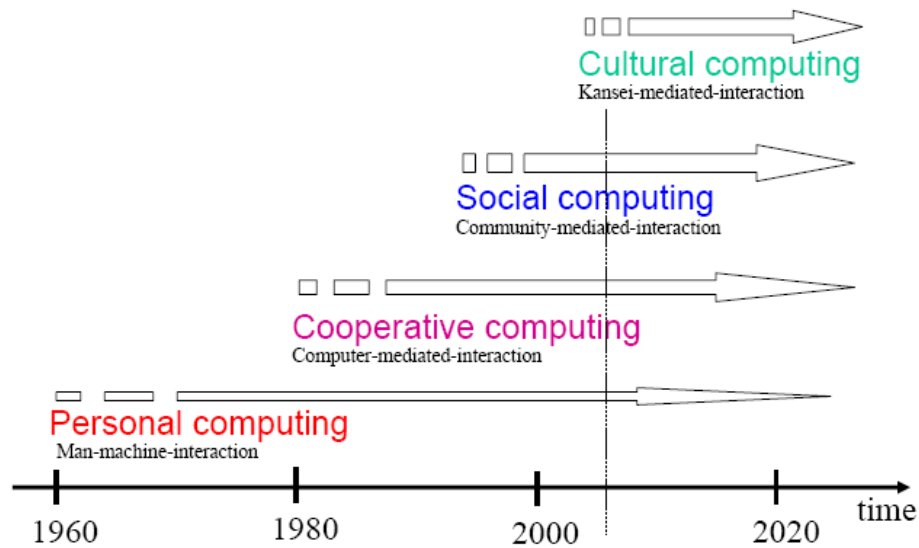 Cultural computing
Kansei-mediated-interaction
Social computing
Community-mediated-interaction
Cooperative computing
Computer-mediated-interaction
Personal computing
Man-machine-interaction
time
1960
1980
2000
2020